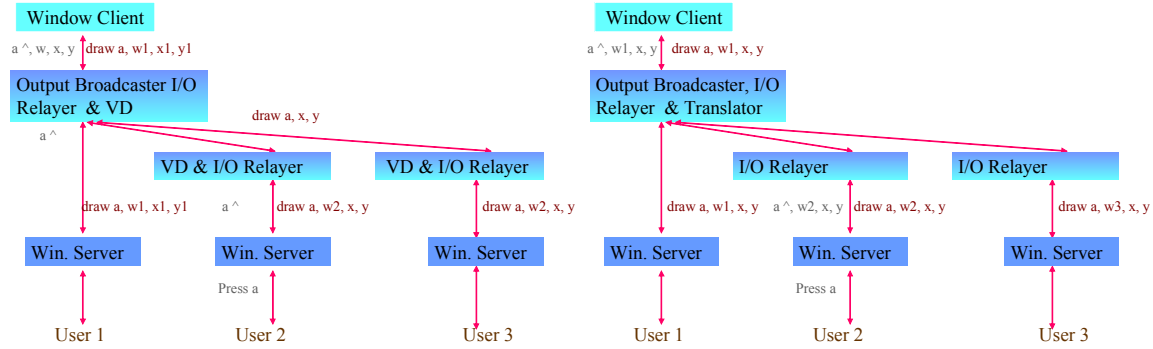 Window Client
a ^, w, x, y
draw a, w1, x1, y1
Output Broadcaster I/O
Relayer & VD
a ^
draw a, x, y
VD & I/O Relayer
VD & I/O Relayer
draw a, w1, x1, y1
a ^
draw a, w2, x, y
draw a, w2, x, y
Win. Server
Win. Server
Win. Server
Press a
User 1
User 2
User 3
Window Client
a ^, w1, x, y
draw a, w1, x, y
Output Broadcaster, I/O
Relayer & Translator
I/O Relayer
I/O Relayer
draw a, w1, x, y
a ^, w2, x, y
draw a, w2, x, y
draw a, w3, x, y
Win. Server
Win. Server
Win. Server
Press a
User 1
User 2
User 3